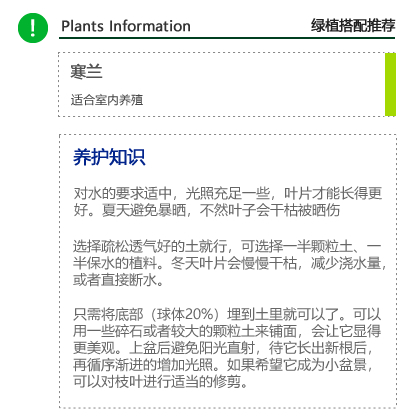 Plants Information
绿植搭配推荐
寒兰
适合室内养殖
养护知识
对水的要求适中，光照充足一些，叶片才能长得更
好。夏天避免暴晒，不然叶子会干枯被晒伤
选择疏松透气好的土就行，可选择一半颗粒土、一
半保水的植料。冬天叶片会慢慢干枯，减少浇水量，
或者直接断水。
只需将底部（球体20%）埋到土里就可以了。可以
用一些碎石或者较大的颗粒土来铺面，会让它显得
更美观。上盆后避免阳光直射，待它长出新根后，
再循序渐进的增加光照。如果希望它成为小盆景，
可以对枝叶进行适当的修剪。